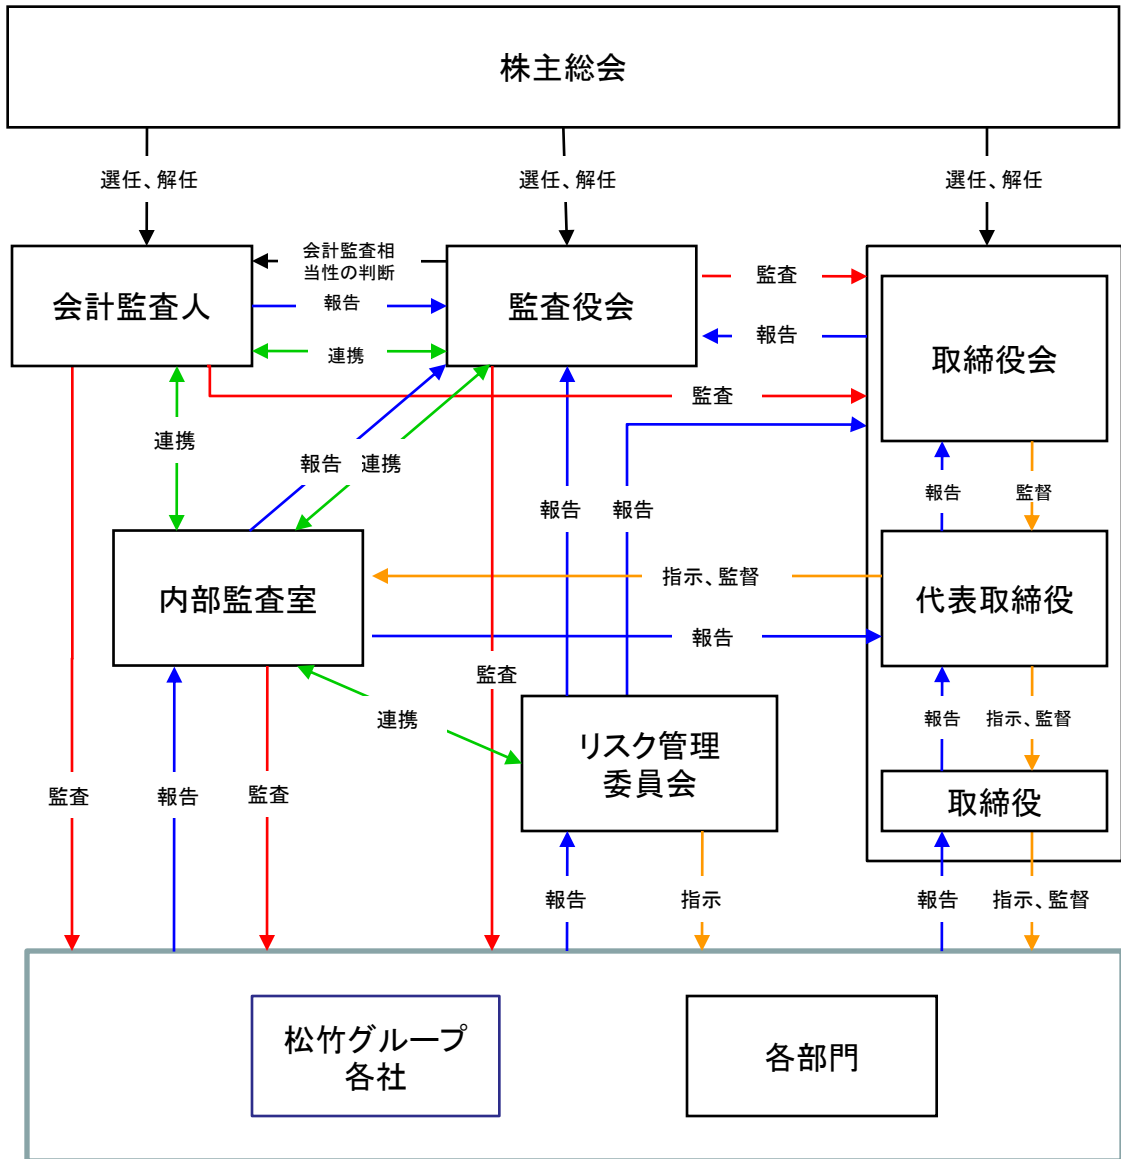 株主総会
選任、解任
選任、解任
選任、解任
会計監査相
当性の判断
会計監査人
報告
監査役会
連携
監査
報告
取締役会
監査
連携
報告
連携
報告
監督
報告
報告
内部監査室
指示、監督
代表取締役
報告
監査
連携
報告
指示、監督
リスク管理
委員会
取締役
監査
報告
監査
報告
指示
報告
指示、監督
松竹グループ
各社
各部門